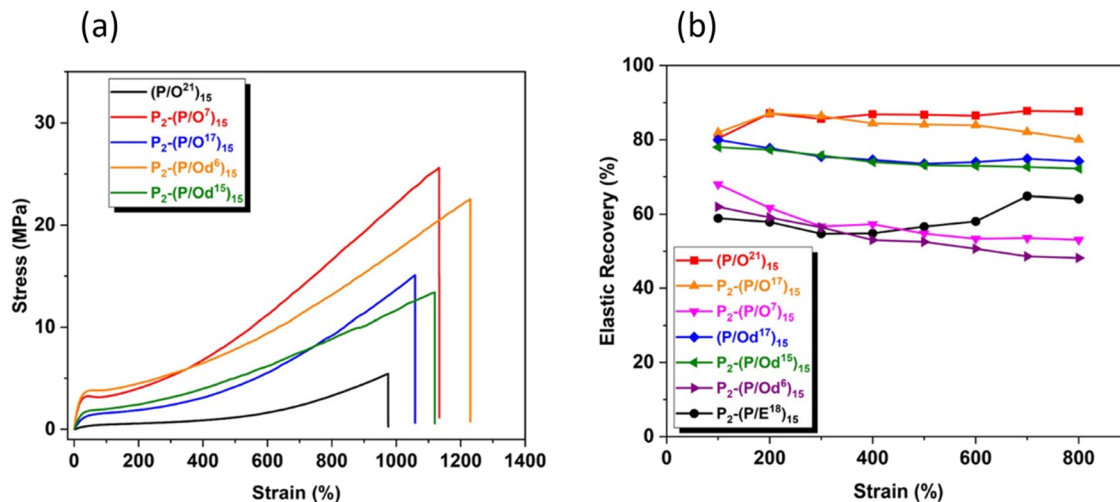 (a)
(b)
(P/O²¹)₁₅
P₂-(P/O⁷)₁₅
P₂-(P/O¹⁷)₁₅
P₂-(P/Od⁶)₁₅
P₂-(P/Od¹⁵)₁₅
30
20
10
0
0 200 400 600 800 1000 1200 1400
Stress (MPa)
Strain (%)
100
80
60
40
20
0
200 400 600 800
Elastic Recovery (%)
Strain (%)
(P/O²¹)₁₅
P₂-(P/O¹⁷)₁₅
P₂-(P/O⁷)₁₅
(P/Od¹⁷)₁₅
P₂-(P/Od¹⁵)₁₅
P₂-(P/Od⁶)₁₅
P₂-(P/E¹⁸)₁₅